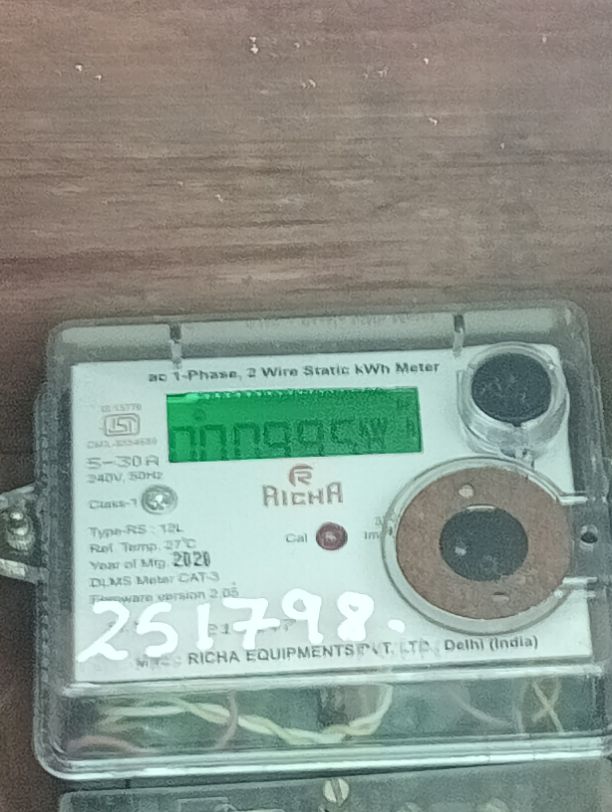 ac 1-Phase, 2 Wire Static kWh Meter
5-30A
240V, 50Hz
Class-1
RICHA
Cal
Type-RS : 12L
Ref. Temp. 27°C
Year of Mfg. 2020
DLMS Meter CAT-3
Firmware version 2.05
251798.
RICHA EQUIPMENTS PVT. LTD., Delhi (India)